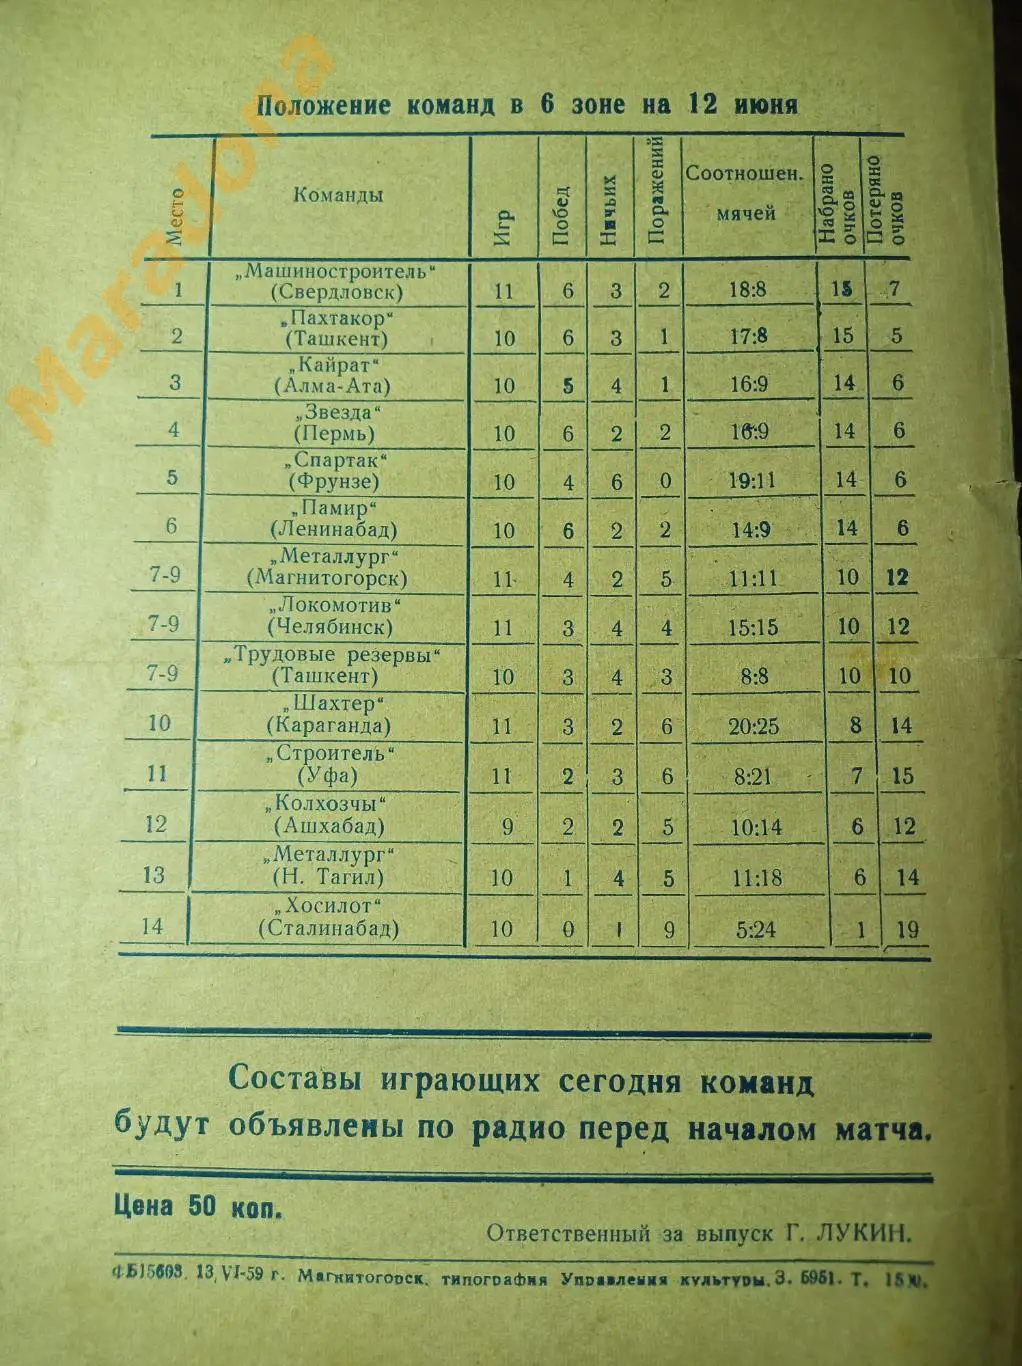 Maradona
Положение команд в 6 зоне на 12 июня
Место Команды Игр Побед Ничьих Поражений Соотношен. мячей Набрано очков Потеряно очков
1 „Машиностроитель“ (Свердловск) 11 6 3 2 18:8 15 7
2 „Пахтакор“ (Ташкент) 10 6 3 1 17:8 15 5
3 „Кайрат“ (Алма-Ата) 10 5 4 1 16:9 14 6
4 „Звезда“ (Пермь) 10 6 2 2 16:9 14 6
5 „Спартак“ (Фрунзе) 10 4 6 0 19:11 14 6
6 „Памир“ (Ленинабад) 10 6 2 2 14:9 14 6
7-9 „Металлург“ (Магнитогорск) 11 4 2 5 11:11 10 12
7-9 „Локомотив“ (Челябинск) 11 3 4 4 15:15 10 12
7-9 „Трудовые резервы“ (Ташкент) 10 3 4 3 8:8 10 10
10 „Шахтер“ (Караганда) 11 3 2 6 20:25 8 14
11 „Строитель“ (Уфа) 11 2 3 6 8:21 7 15
12 „Колхозчы“ (Ашхабад) 9 2 2 5 10:14 6 12
13 „Металлург“ (Н. Тагил) 10 1 4 5 11:18 6 14
14 „Хосилот“ (Сталинабад) 10 0 1 9 5:24 1 19
Составы играющих сегодня команд
будут объявлены по радио перед началом матча.
Цена 50 коп.
Ответственный за выпуск Г. ЛУКИН.
ФБ15603. 13/VI-59 г. Магнитогорск, типография Управления культуры. З. 5951. Т.